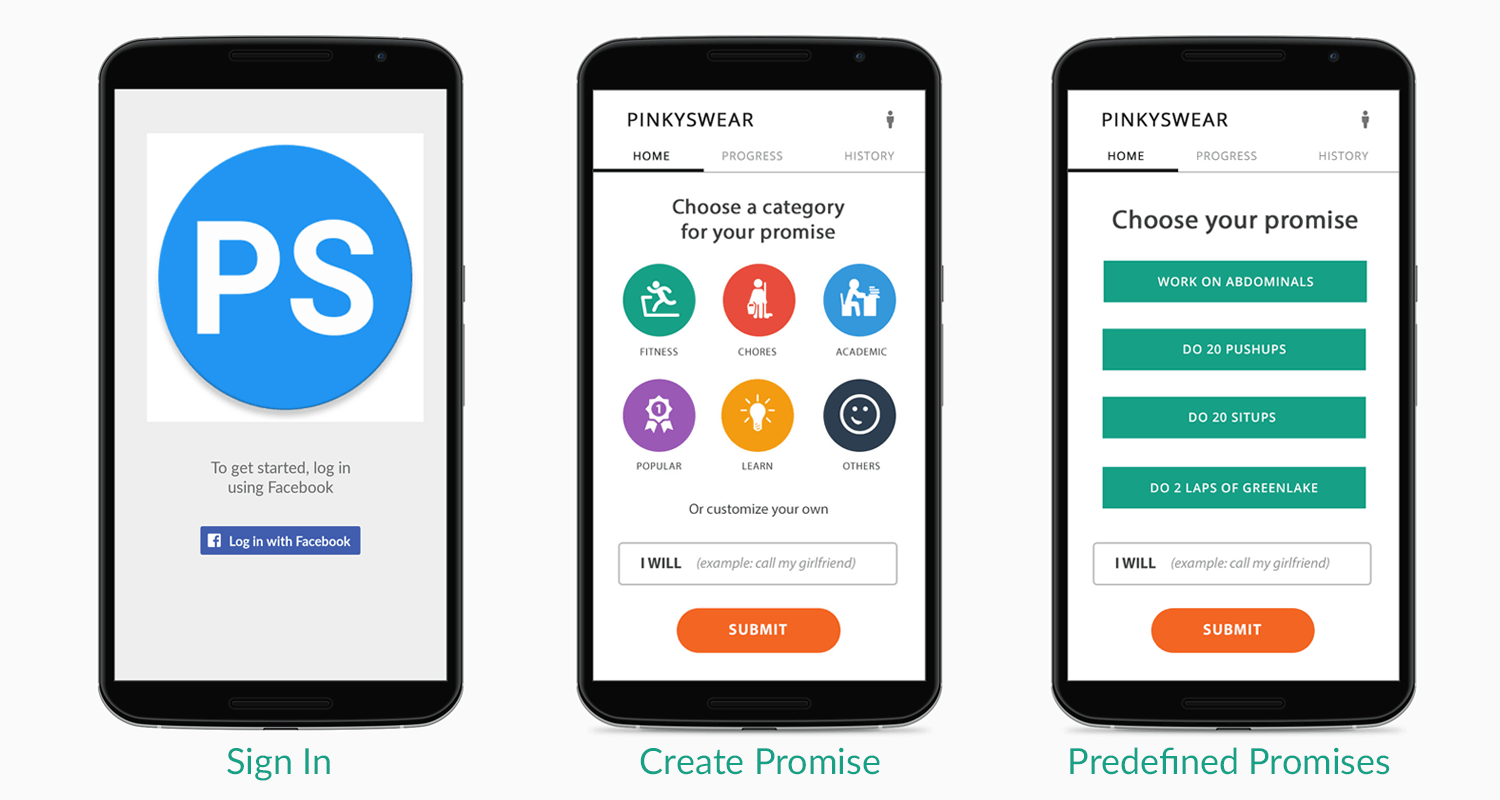 PS
To get started, log in
using Facebook
Log in with Facebook
Sign In
PINKYSWEAR
HOME PROGRESS HISTORY
Choose a category
for your promise
FITNESS CHORES ACADEMIC
1
POPULAR LEARN OTHERS
Or customize your own
I WILL (example: call my girlfriend)
SUBMIT
Create Promise
PINKYSWEAR
HOME PROGRESS HISTORY
Choose your promise
WORK ON ABDOMINALS
DO 20 PUSHUPS
DO 20 SITUPS
DO 2 LAPS OF GREENLAKE
I WILL (example: call my girlfriend)
SUBMIT
Predefined Promises